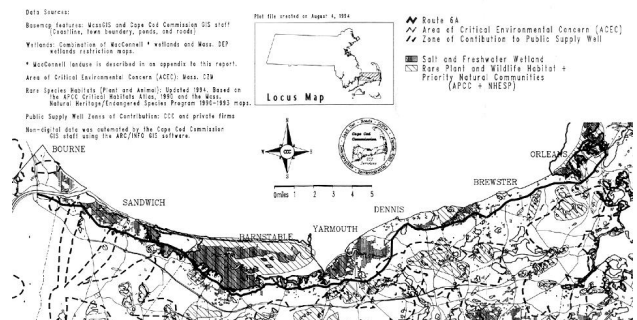 Data Sources:
Basemap features: MassGIS and Cape Cod Commission GIS staff
(Coastline, town boundary, ponds, and roads)
Wetlands: Combination of MacConnell * wetlands and Mass. DEP
wetlands restriction maps.
* MacConnell landuse is described in an appendix to this report.
Area of Critical Environmental Concern (ACEC): Mass. CZM
Rare Species Habitats (Plant and Animal): Updated 1994. Based on
the APCC Critical Habitats Atlas, 1990 and the Mass.
Natural Heritage/Endangered Species Program 1990-1993 maps.
Public Supply Well Zones of Contribution: CCC and private firms
Non-digital data was automated by the Cape Cod Commission
GIS staff using the ARC/INFO GIS software.
Plot file created on August 4, 1994
Locus Map
Route 6A
Area of Critical Environmental Concern (ACEC)
Zone of Contibution to Public Supply Well
Salt and Freshwater Wetland
Rare Plant and Wildlife Habitat +
Priority Natural Communities
(APCC + NHESP)
N
W
E
S
CCC
Cape Cod
0miles 1 2 3 4 5
BOURNE
SANDWICH
BARNSTABLE
YARMOUTH
DENNIS
BREWSTER
ORLEANS